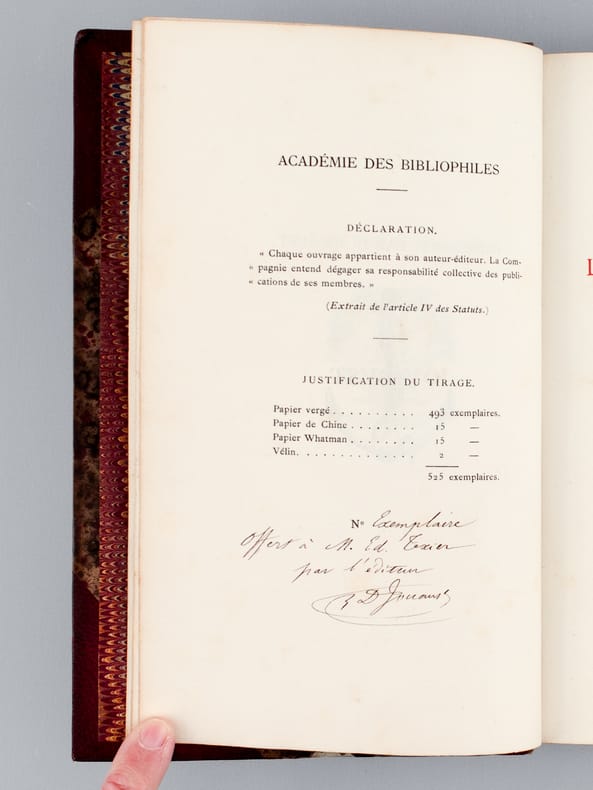 ACADÉMIE DES BIBLIOPHILES
DÉCLARATION.
« Chaque ouvrage appartient à son auteur-éditeur. La Com-
» pagnie entend dégager sa responsabilité collective des publi-
« cations de ses membres. »
(Extrait de l'article IV des Statuts.)
JUSTIFICATION DU TIRAGE.
Papier vergé . . . . . . . . . . 493 exemplaires.
Papier de Chine . . . . . . . . 15 —
Papier Whatman . . . . . . . . 15 —
Vélin. . . . . . . . . . . . . . 2 —
525 exemplaires.
No Exemplaire
Offert à M. Ed. Texier
par l'éditeur
D Jouaust